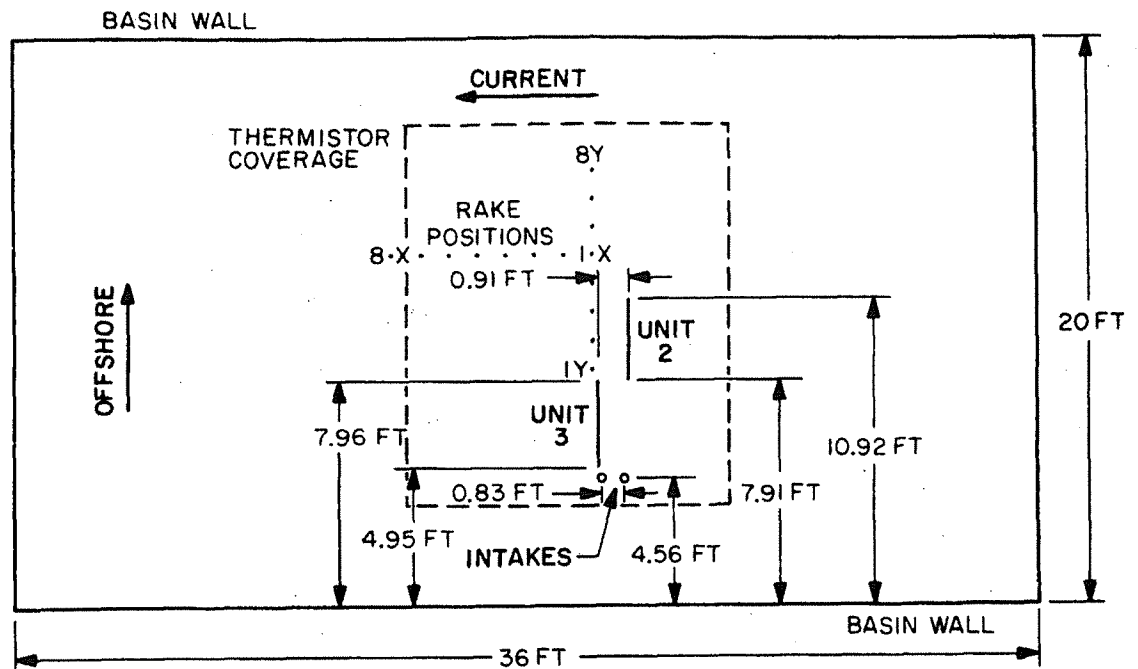 BASIN WALL
CURRENT
THERMISTOR
COVERAGE
8Y
RAKE
POSITIONS
8·X
1·X
0.91 FT
OFFSHORE
UNIT
2
20 FT
1Y
UNIT
3
7.96 FT
10.92 FT
0.83 FT
7.91 FT
4.95 FT
INTAKES
4.56 FT
BASIN WALL
36 FT